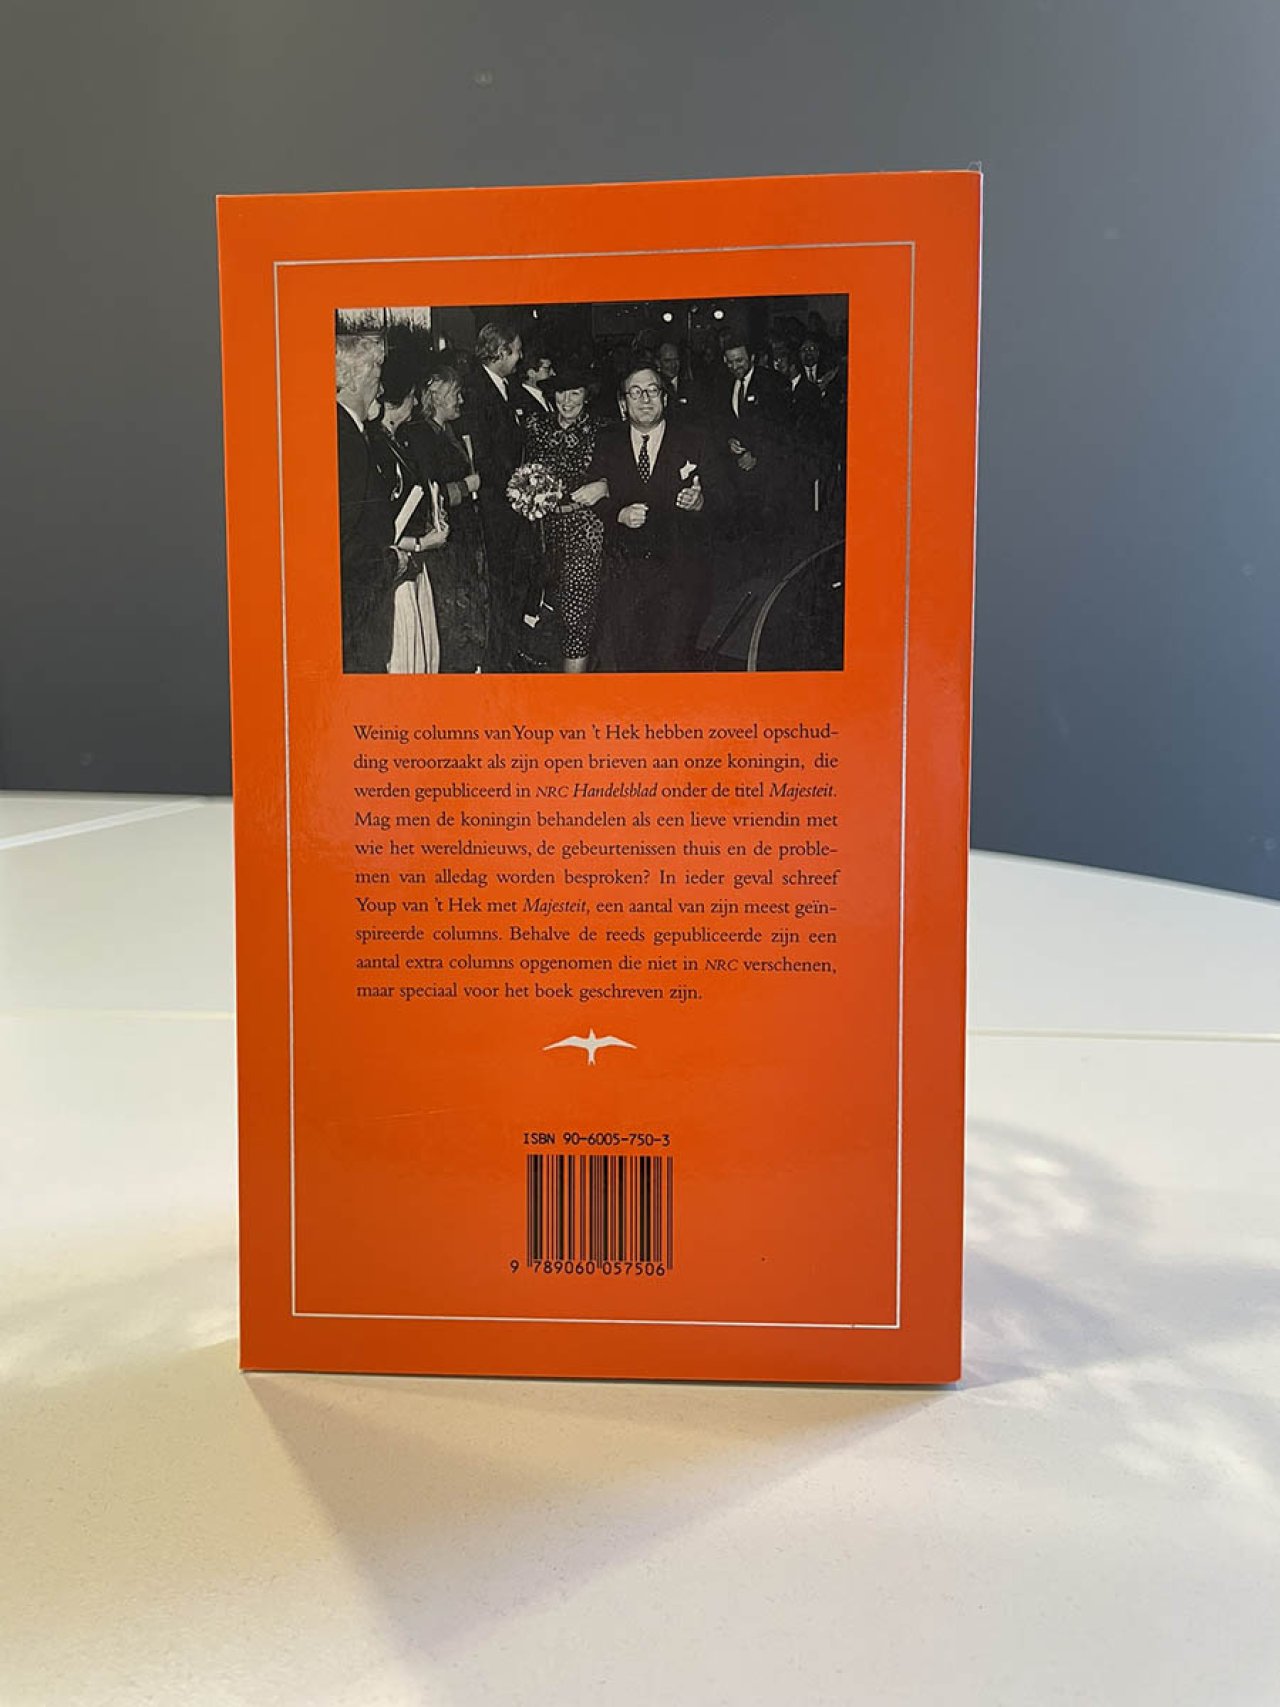 Weinig columns van Youp van 't Hek hebben zoveel opschud-
ding veroorzaakt als zijn open brieven aan onze koningin, die
werden gepubliceerd in NRC Handelsblad onder de titel Majesteit.
Mag men de koningin behandelen als een lieve vriendin met
wie het wereldnieuws, de gebeurtenissen thuis en de proble-
men van alledag worden besproken? In ieder geval schreef
Youp van 't Hek met Majesteit, een aantal van zijn meest geïn-
spireerde columns. Behalve de reeds gepubliceerde zijn een
aantal extra columns opgenomen die niet in NRC verschenen,
maar speciaal voor het boek geschreven zijn.
ISBN 90-6005-750-3
9 789060 057506